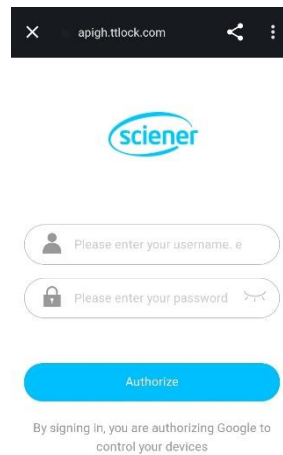 apigh.ttlock.com
sciener
Please enter your username. e
Please enter your password
Authorize
By signing in, you are authorizing Google to
control your devices